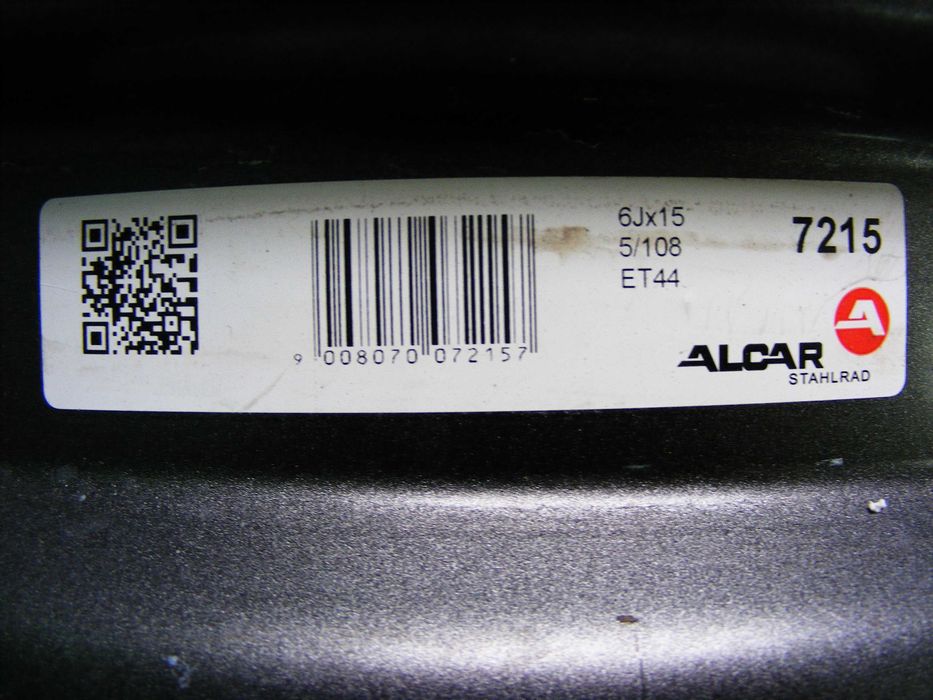 6Jx15
5/108
ET44
7215
9 008070 072157
A
ALCAR
STAHLRAD